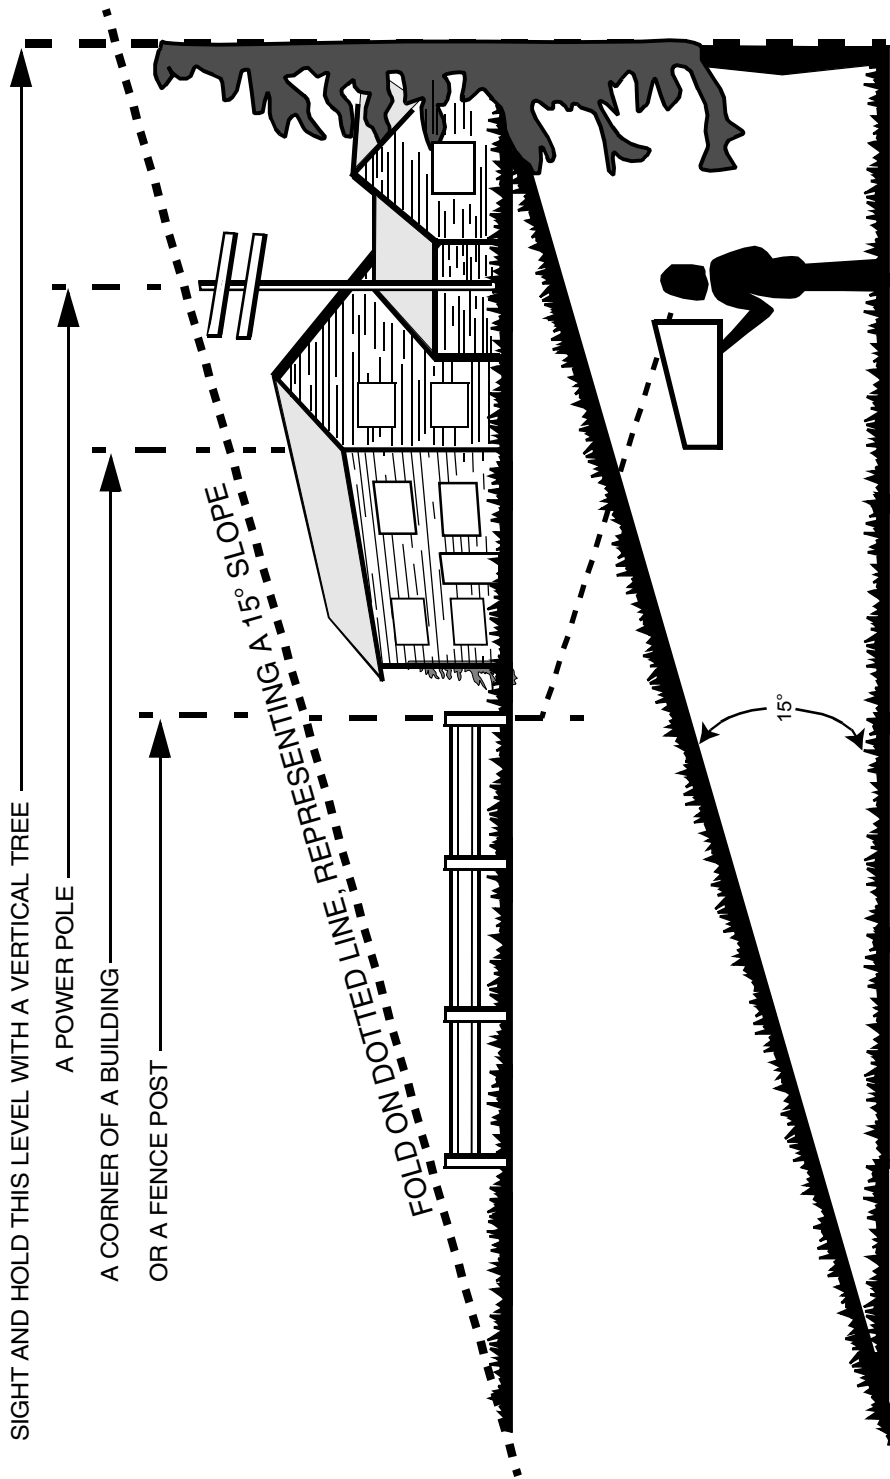 SIGHT AND HOLD THIS LEVEL WITH A VERTICAL TREE
A POWER POLE
A CORNER OF A BUILDING
OR A FENCE POST
FOLD ON DOTTED LINE, REPRESENTING A 15° SLOPE
15°